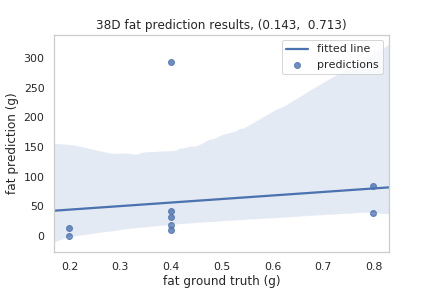 38D fat prediction results, (0.143,  0.713)
fitted line
predictions
fat prediction (g)
300
250
200
150
100
50
0
0.2 0.3 0.4 0.5 0.6 0.7 0.8
fat ground truth (g)